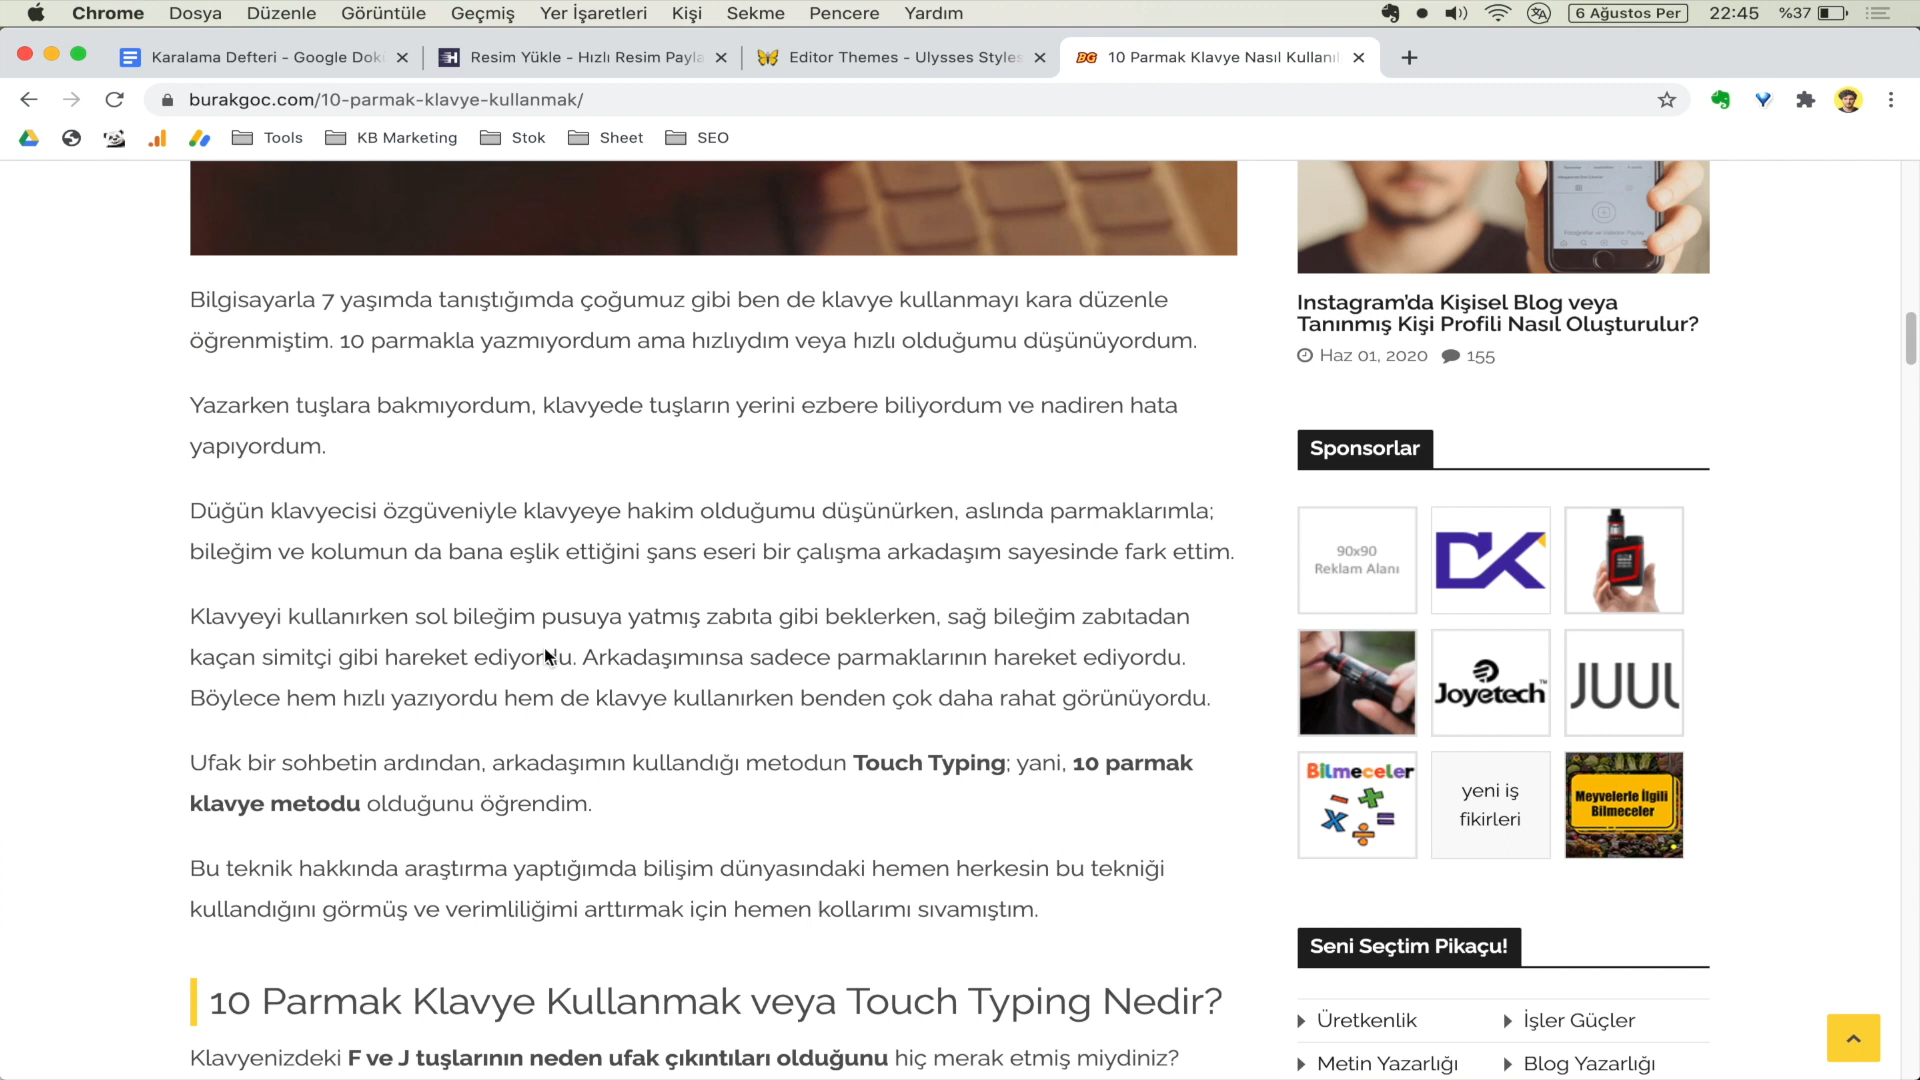 Chrome Dosya Düzenle Görüntüle Geçmiş Yer İşaretleri Kişi Sekme Pencere Yardım 6 Ağustos Per 22:45 %37
Karalama Defteri - Google Dok
Resim Yükle - Hızlı Resim Payla
Editor Themes - Ulysses Styles
10 Parmak Klavye Nasıl Kullanıl
burakgoc.com/10-parmak-klavye-kullanmak/
Tools KB Marketing Stok Sheet SEO
Bilgisayarla 7 yaşımda tanıştığımda çoğumuz gibi ben de klavye kullanmayı kara düzenle
öğrenmiştim. 10 parmakla yazmıyordum ama hızlıydım veya hızlı olduğumu düşünüyordum.
Yazarken tuşlara bakmıyordum, klavyede tuşların yerini ezbere biliyordum ve nadiren hata
yapıyordum.
Düğün klavyecisi özgüveniyle klavyeye hakim olduğumu düşünürken, aslında parmaklarımla;
bileğim ve kolumun da bana eşlik ettiğini şans eseri bir çalışma arkadaşım sayesinde fark ettim.
Klavyeyi kullanırken sol bileğim pusuya yatmış zabıta gibi beklerken, sağ bileğim zabıtadan
kaçan simitçi gibi hareket ediyordu. Arkadaşımınsa sadece parmaklarının hareket ediyordu.
Böylece hem hızlı yazıyordu hem de klavye kullanırken benden çok daha rahat görünüyordu.
Ufak bir sohbetin ardından, arkadaşımın kullandığı metodun Touch Typing; yani, 10 parmak
klavye metodu olduğunu öğrendim.
Bu teknik hakkında araştırma yaptığımda bilişim dünyasındaki hemen herkesin bu tekniği
kullandığını görmüş ve verimliliğimi arttırmak için hemen kollarımı sıvamıştım.
10 Parmak Klavye Kullanmak veya Touch Typing Nedir?
Klavyenizdeki F ve J tuşlarının neden ufak çıkıntıları olduğunu hiç merak etmiş miydiniz?
Instagram'da Kişisel Blog veya
Tanınmış Kişi Profili Nasıl Oluşturulur?
Haz 01, 2020 155
Sponsorlar
90x90
Reklam Alanı
DK
Joyetech™
JUUL
Bilmeceler
yeni iş
fikirleri
Meyvelerle İlgili
Bilmeceler
Seni Seçtim Pikaçu!
Üretkenlik İşler Güçler
Metin Yazarlığı Blog Yazarlığı